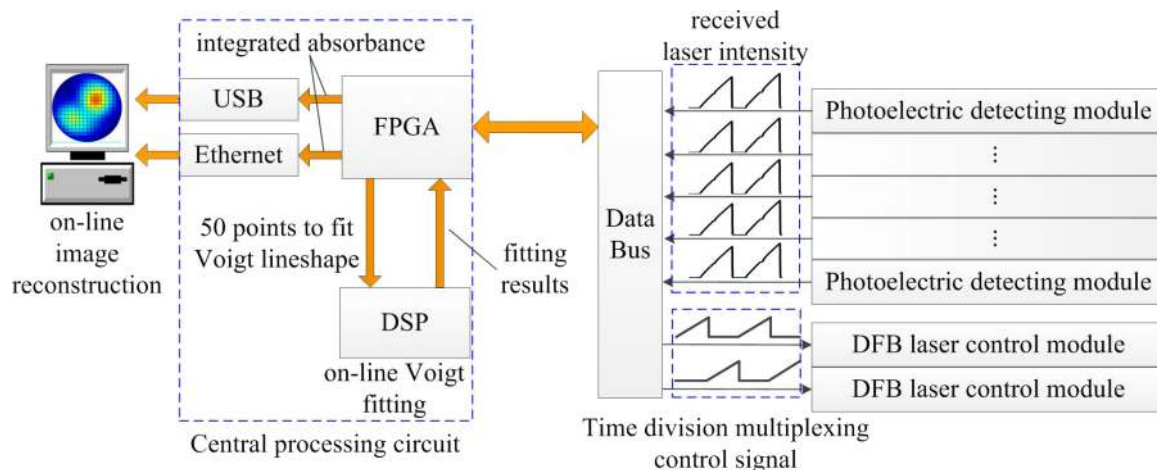 integrated absorbance
USB
Ethernet
FPGA
on-line
image
reconstruction
50 points to fit
Voigt lineshape
fitting
results
DSP
on-line Voigt
fitting
Central processing circuit
Data
Bus
received
laser intensity
Photoelectric detecting module
⋮
⋮
⋮
Photoelectric detecting module
DFB laser control module
DFB laser control module
Time division multiplexing
control signal